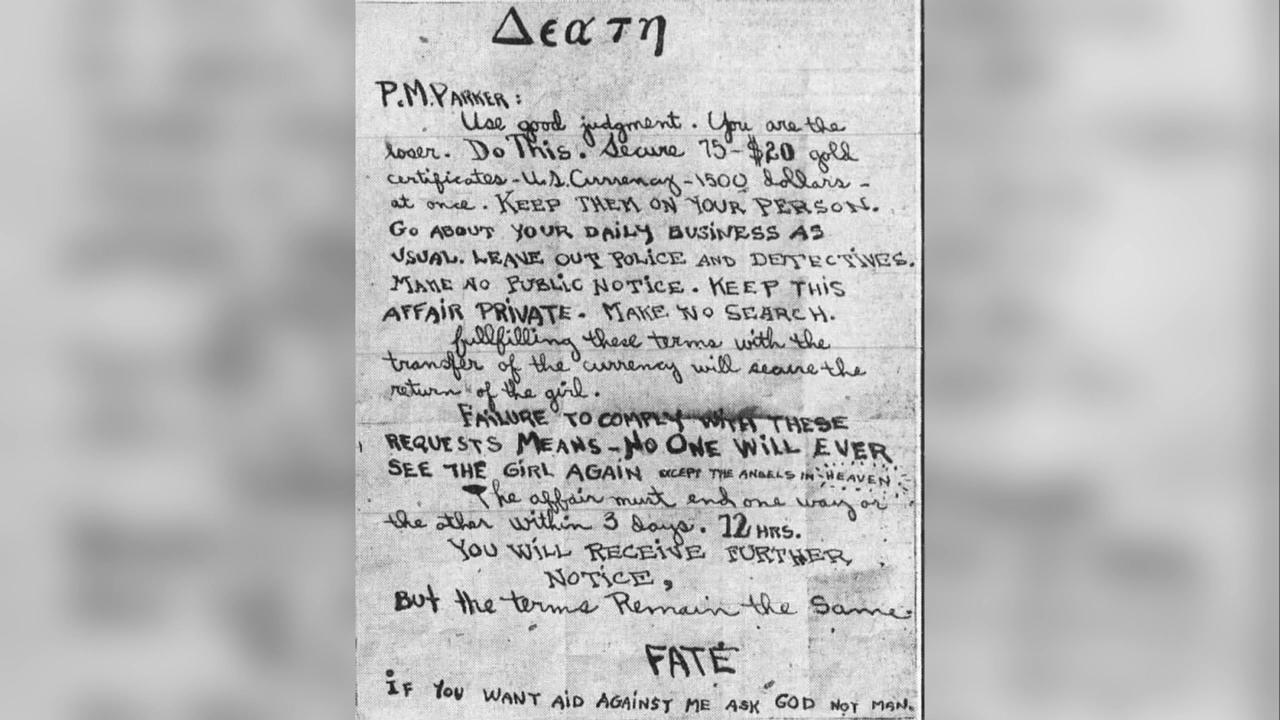 Δεατη
P.M.PARKER:
Use good judgment. You are the
loser. Do This. Secure 75-$20 gold
certificates - U.S. Currency - 1500 dollars -
at once. KEEP THEM ON YOUR PERSON.
GO ABOUT YOUR DAILY BUSINESS AS
USUAL. LEAVE OUT POLICE AND DETECTIVES.
MAKE NO PUBLIC NOTICE. KEEP THIS
AFFAIR PRIVATE. MAKE NO SEARCH.
fullfilling these terms with the
transfer of the currency will secure the
return of the girl.
FAILURE TO COMPLY WITH THESE
REQUESTS MEANS - NO ONE WILL EVER
SEE THE GIRL AGAIN EXCEPT THE ANGELS IN HEAVEN
The affair must end one way or
the other within 3 days. 72 HRS.
YOU WILL RECEIVE FURTHER
NOTICE,
But the terms Remain the Same.
FATE
IF YOU WANT AID AGAINST ME ASK GOD NOT MAN.